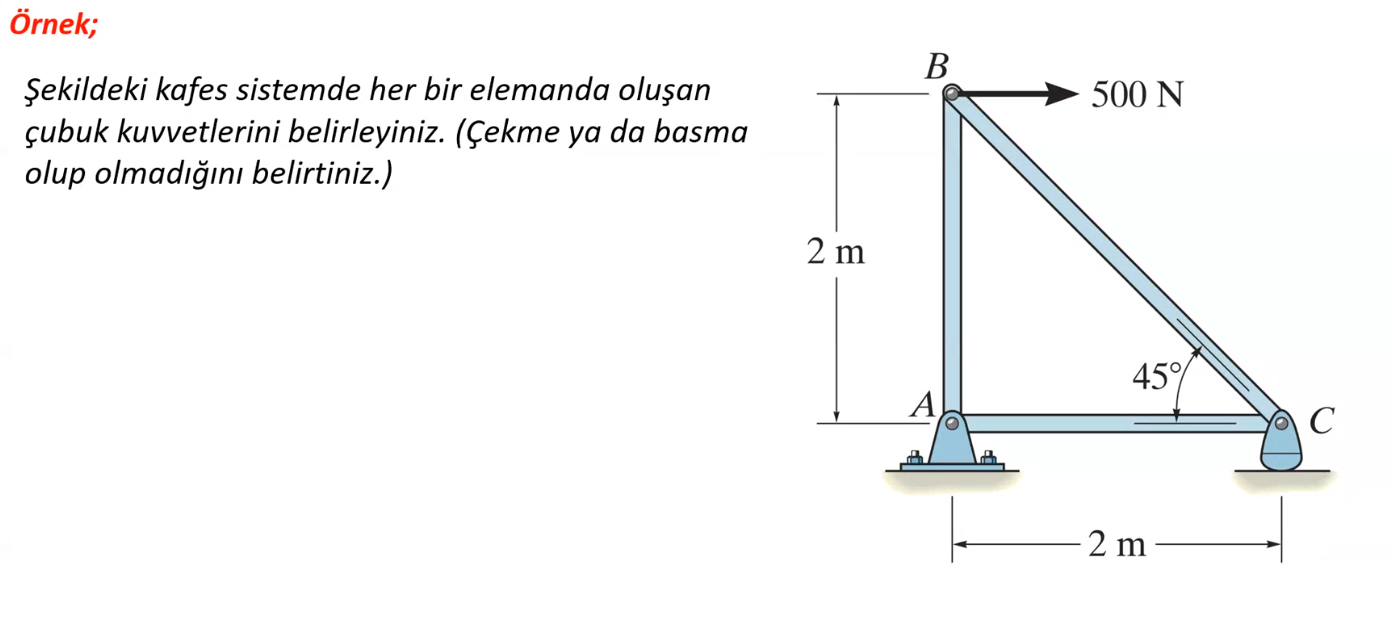 Örnek;
Şekildeki kafes sistemde her bir elemanda oluşan
çubuk kuvvetlerini belirleyiniz. (Çekme ya da basma
olup olmadığını belirtiniz.)
B
500 N
2 m
45°
A
C
2 m